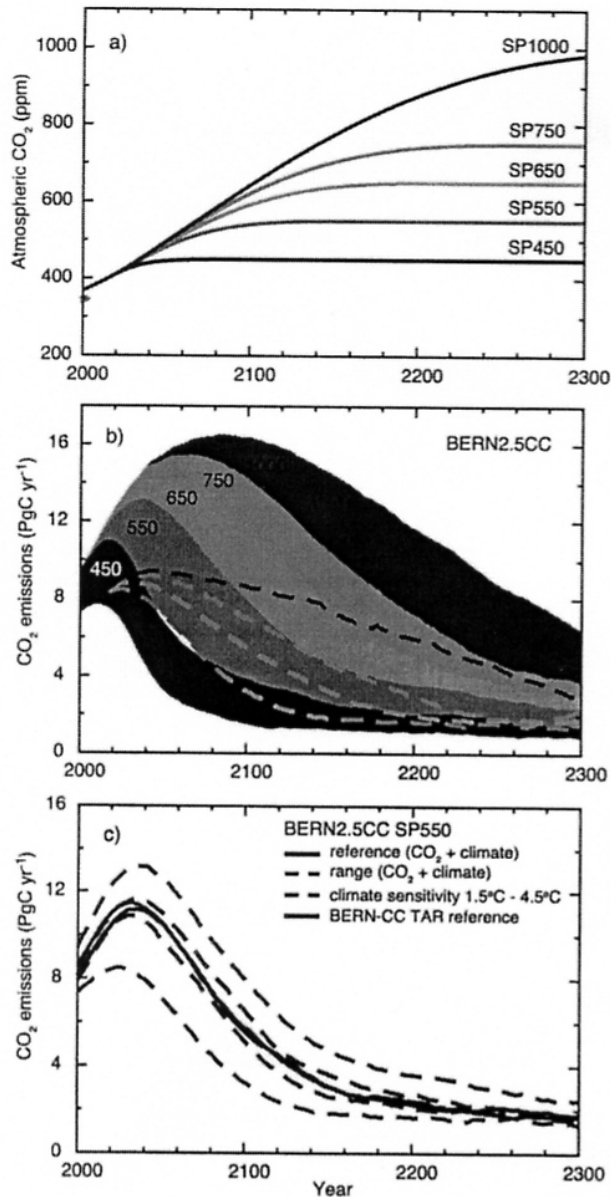 a)
SP1000
SP750
SP650
SP550
SP450
Atmospheric CO₂ (ppm)
1000
800
600
400
200
2000
2100
2200
2300
b)
BERN2.5CC
750
650
550
450
CO₂ emissions (PgC yr⁻¹)
16
12
8
4
0
2000
2100
2200
2300
c)
BERN2.5CC SP550
reference (CO₂ + climate)
range (CO₂ + climate)
climate sensitivity 1.5°C - 4.5°C
BERN-CC TAR reference
CO₂ emissions (PgC yr⁻¹)
16
12
8
4
0
2000
2100
2200
2300
Year